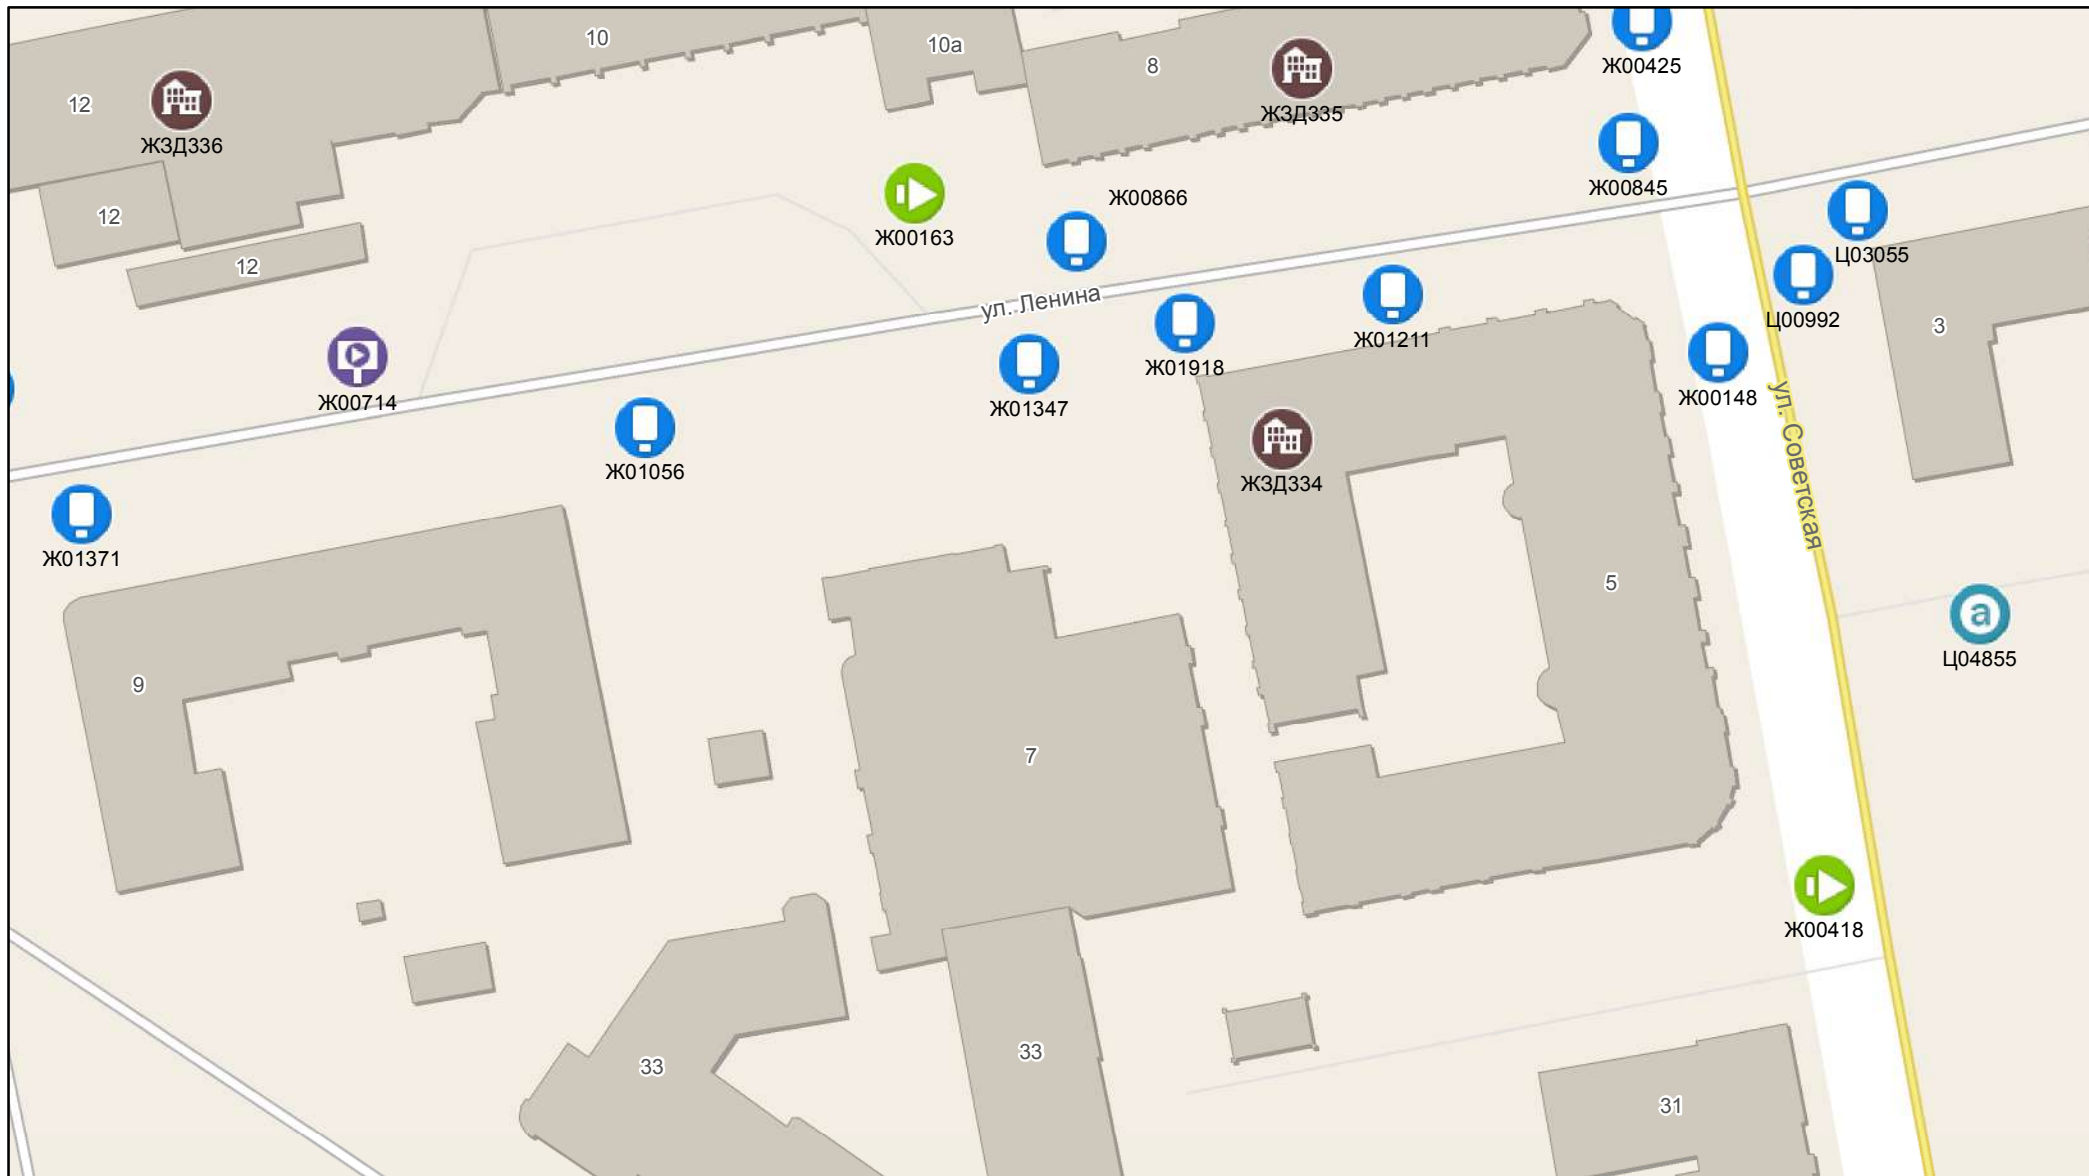 10
10а
8
Ж00425
12
ЖЗД336
ЖЗД335
Ж00845
12
Ж00163
Ж00866
12
Ц03055
ул. Ленина
Ц00992
3
Ж01211
Ж01918
Ж00714
Ж01347
Ж00148
ул. Советская
Ж01056
ЖЗД334
Ж01371
5
a
Ц04855
9
7
Ж00418
33
33
31